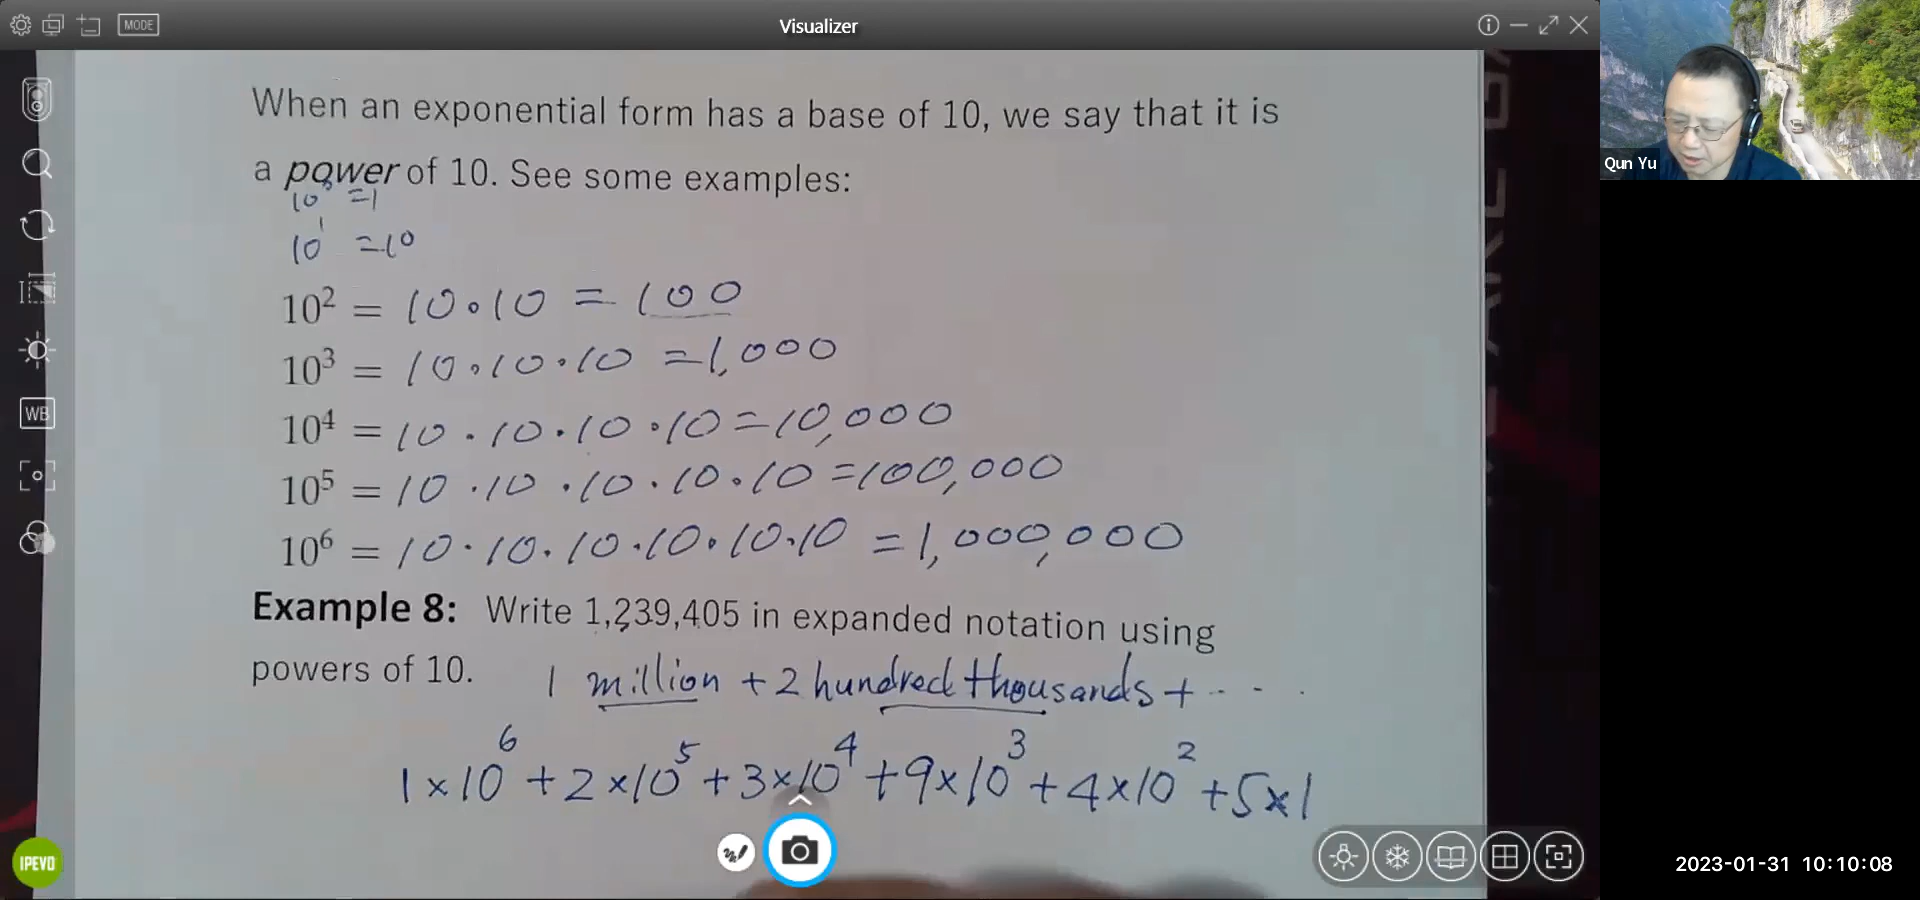 MODE
Visualizer
When an exponential form has a base of 10, we say that it is
a power of 10. See some examples:
10⁰ =1
10¹ =10
10² = 10·10 = 100
10³ = 10·10·10 =1,000
10⁴ = 10·10·10·10=10,000
10⁵ = 10·10·10·10·10=100,000
10⁶ = 10·10·10·10·10·10 =1,000,000
Example 8: Write 1,239,405 in expanded notation using
powers of 10. 1 million + 2 hundred thousands + - - .
1×10⁶ +2×10⁵ +3×10⁴ +9×10³ +4×10² +5×1
WB
IPEVO
Qun Yu
2023-01-31 10:10:08